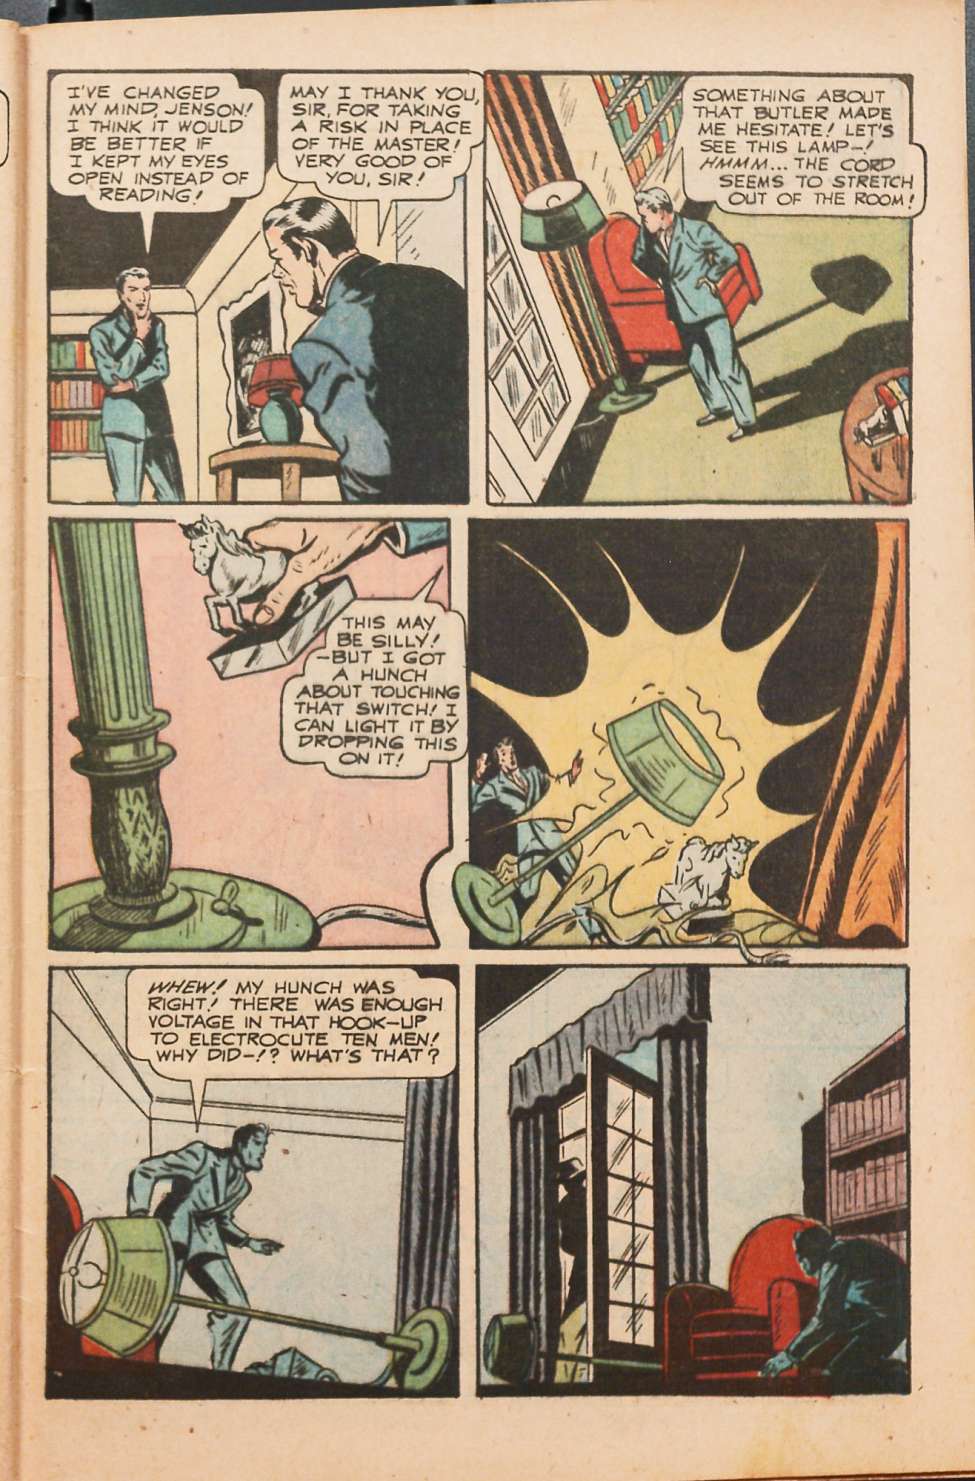 I'VE CHANGED
MY MIND, JENSON!
I THINK IT WOULD
BE BETTER IF
I KEPT MY EYES
OPEN INSTEAD OF
READING!
MAY I THANK YOU,
SIR, FOR TAKING
A RISK IN PLACE
OF THE MASTER!
VERY GOOD OF
YOU, SIR!
SOMETHING ABOUT
THAT BUTLER MADE
ME HESITATE! LET'S
SEE THIS LAMP—!
HMMM... THE CORD
SEEMS TO STRETCH
OUT OF THE ROOM!
THIS MAY
BE SILLY!
—BUT I GOT
A HUNCH
ABOUT TOUCHING
THAT SWITCH! I
CAN LIGHT IT BY
DROPPING THIS
ON IT!
WHEW! MY HUNCH WAS
RIGHT! THERE WAS ENOUGH
VOLTAGE IN THAT HOOK-UP
TO ELECTROCUTE TEN MEN!
WHY DID—!? WHAT'S THAT?